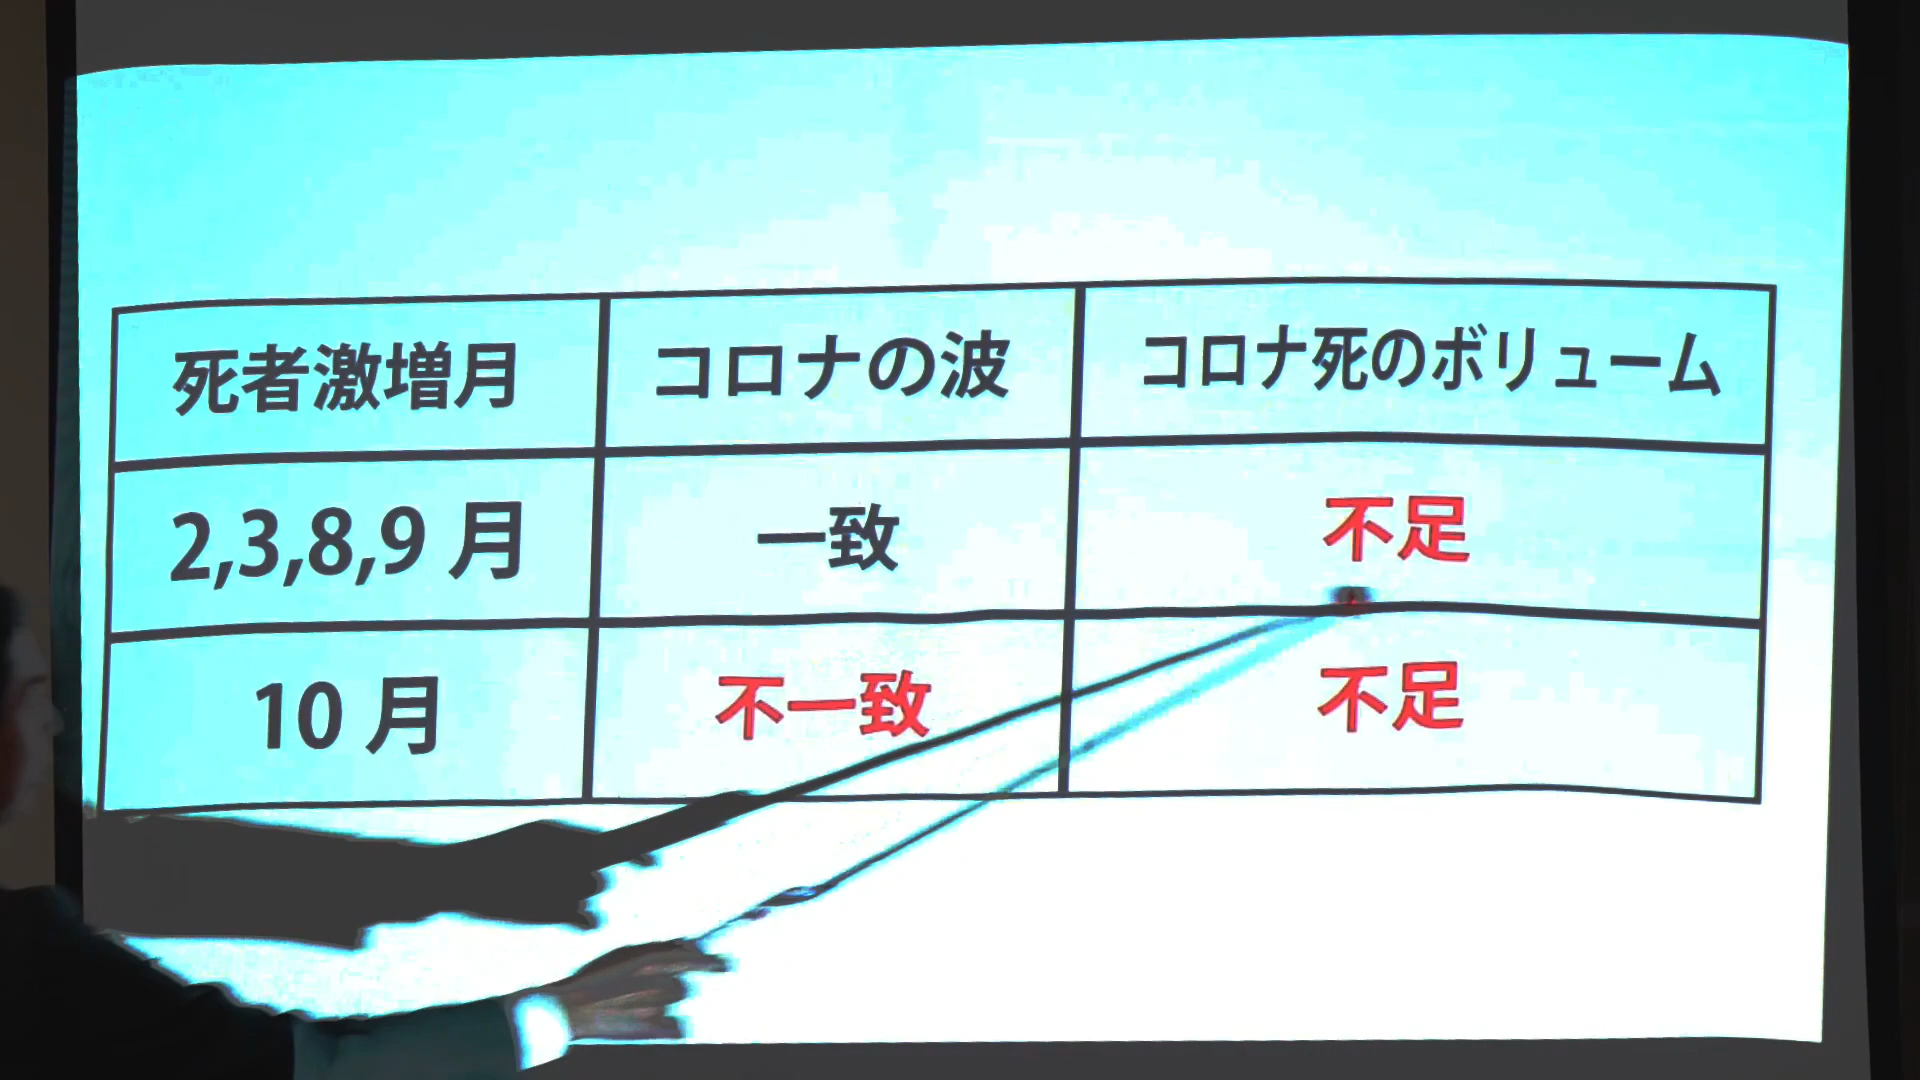 死者激増月 コロナの波 コロナ死のボリューム
2,3,8,9 月 一致 不足
10 月 不一致 不足